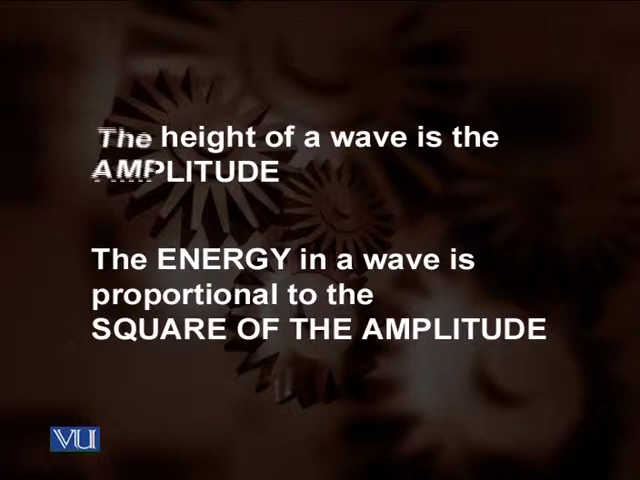 The height of a wave is the
AMPLITUDE
The ENERGY in a wave is
proportional to the
SQUARE OF THE AMPLITUDE
VU